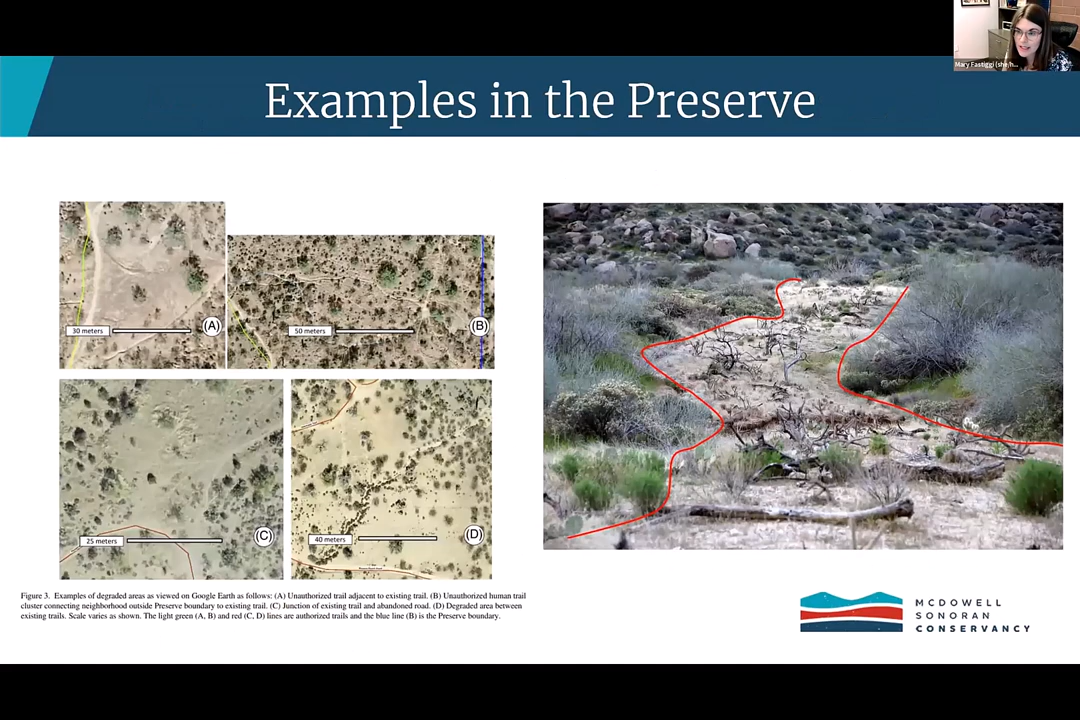 Mary Fastiggi (she/h...
Examples in the Preserve
30 meters
(A)
50 meters
(B)
25 meters
(C)
40 meters
(D)
Figure 3. Examples of degraded areas as viewed on Google Earth as follows: (A) Unauthorized trail adjacent to existing trail. (B) Unauthorized human trail
cluster connecting neighborhood outside Preserve boundary to existing trail. (C) Junction of existing trail and abandoned road. (D) Degraded area between
existing trails. Scale varies as shown. The light green (A, B) and red (C, D) lines are authorized trails and the blue line (B) is the Preserve boundary.
MCDOWELL
SONORAN
CONSERVANCY